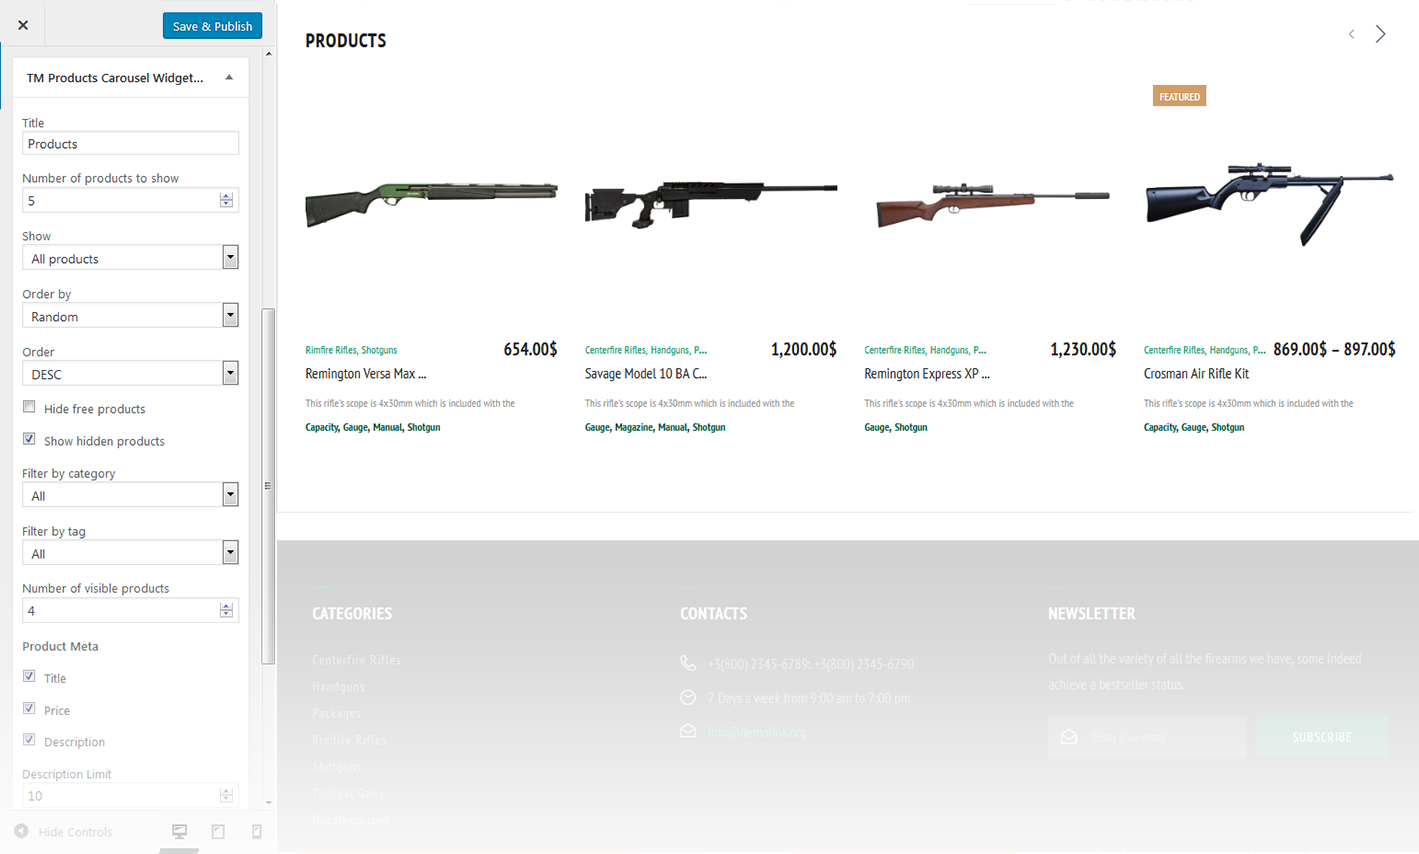 Save & Publish
TM Products Carousel Widget...
Title
Products
Number of products to show
5
Show
All products
Order by
Random
Order
DESC
Hide free products
Show hidden products
Filter by category
All
Filter by tag
All
Number of visible products
4
Product Meta
Title
Price
Description
Description Limit
10
Hide Controls
PRODUCTS
FEATURED
Rimfire Rifles, Shotguns 654.00$
Remington Versa Max ...
This rifle's scope is 4x30mm which is included with the
Capacity, Gauge, Manual, Shotgun
Centerfire Rifles, Handguns, P... 1,200.00$
Savage Model 10 BA C...
This rifle's scope is 4x30mm which is included with the
Gauge, Magazine, Manual, Shotgun
Centerfire Rifles, Handguns, P... 1,230.00$
Remington Express XP ...
This rifle's scope is 4x30mm which is included with the
Gauge, Shotgun
Centerfire Rifles, Handguns, P... 869.00$ – 897.00$
Crosman Air Rifle Kit
This rifle's scope is 4x30mm which is included with the
Capacity, Gauge, Shotgun
CATEGORIES
Centerfire Rifles
Handguns
Packages
Rimfire Rifles
Shotguns
Tactical Guns
Uncategorized
CONTACTS
+3(800) 2345-6789; +3(800) 2345-6790
7 Days a week from 9:00 am to 7:00 pm
info@demolink.org
NEWSLETTER
Out of all the variety of all the firearms we have, some indeed
achieve a bestseller status.
Enter your email
SUBSCRIBE